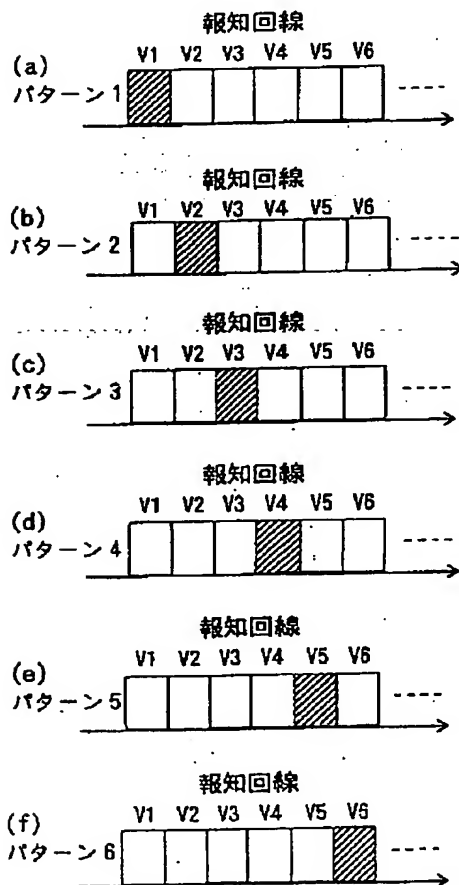 報知回線
V1 V2 V3 V4 V5 V6
(a)
パターン 1
報知回線
V1 V2 V3 V4 V5 V6
(b)
パターン 2
報知回線
V1 V2 V3 V4 V5 V6
(c)
パターン 3
報知回線
V1 V2 V3 V4 V5 V6
(d)
パターン 4
報知回線
V1 V2 V3 V4 V5 V6
(e)
パターン 5
報知回線
V1 V2 V3 V4 V5 V6
(f)
パターン 6